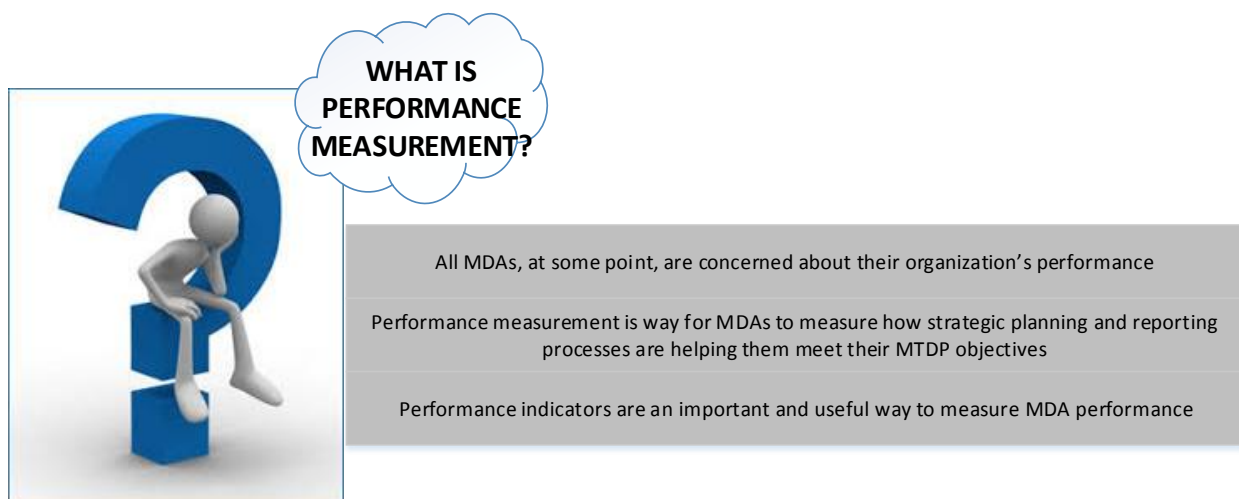 WHAT IS
PERFORMANCE
MEASUREMENT?
All MDAs, at some point, are concerned about their organization’s performance
Performance measurement is way for MDAs to measure how strategic planning and reporting
processes are helping them meet their MTDP objectives
Performance indicators are an important and useful way to measure MDA performance